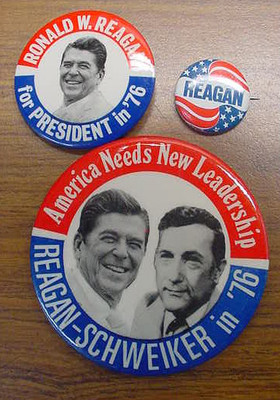 RONALD W. REAGAN
for PRESIDENT in '76
REAGAN
America Needs New Leadership
REAGAN-SCHWEIKER in '76